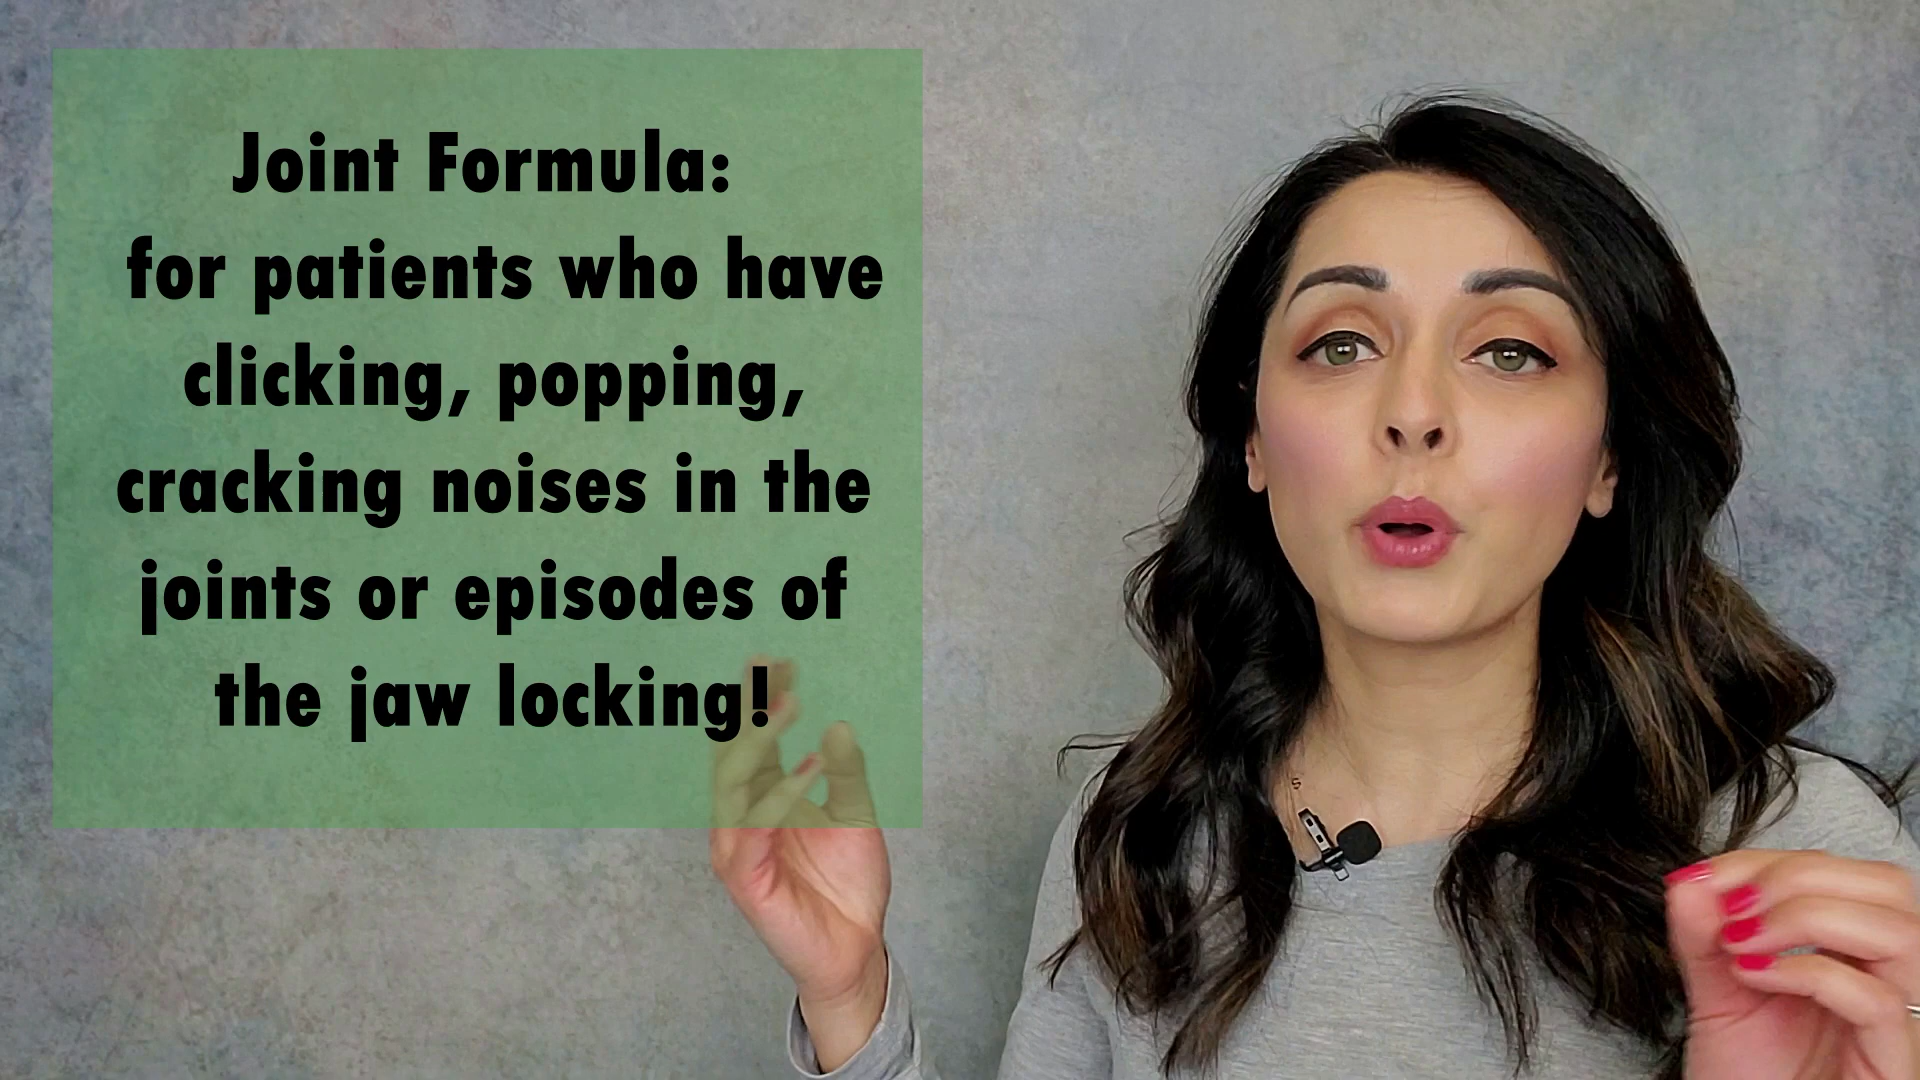 Joint Formula:
for patients who have
clicking, popping,
cracking noises in the
joints or episodes of
the jaw locking!
S